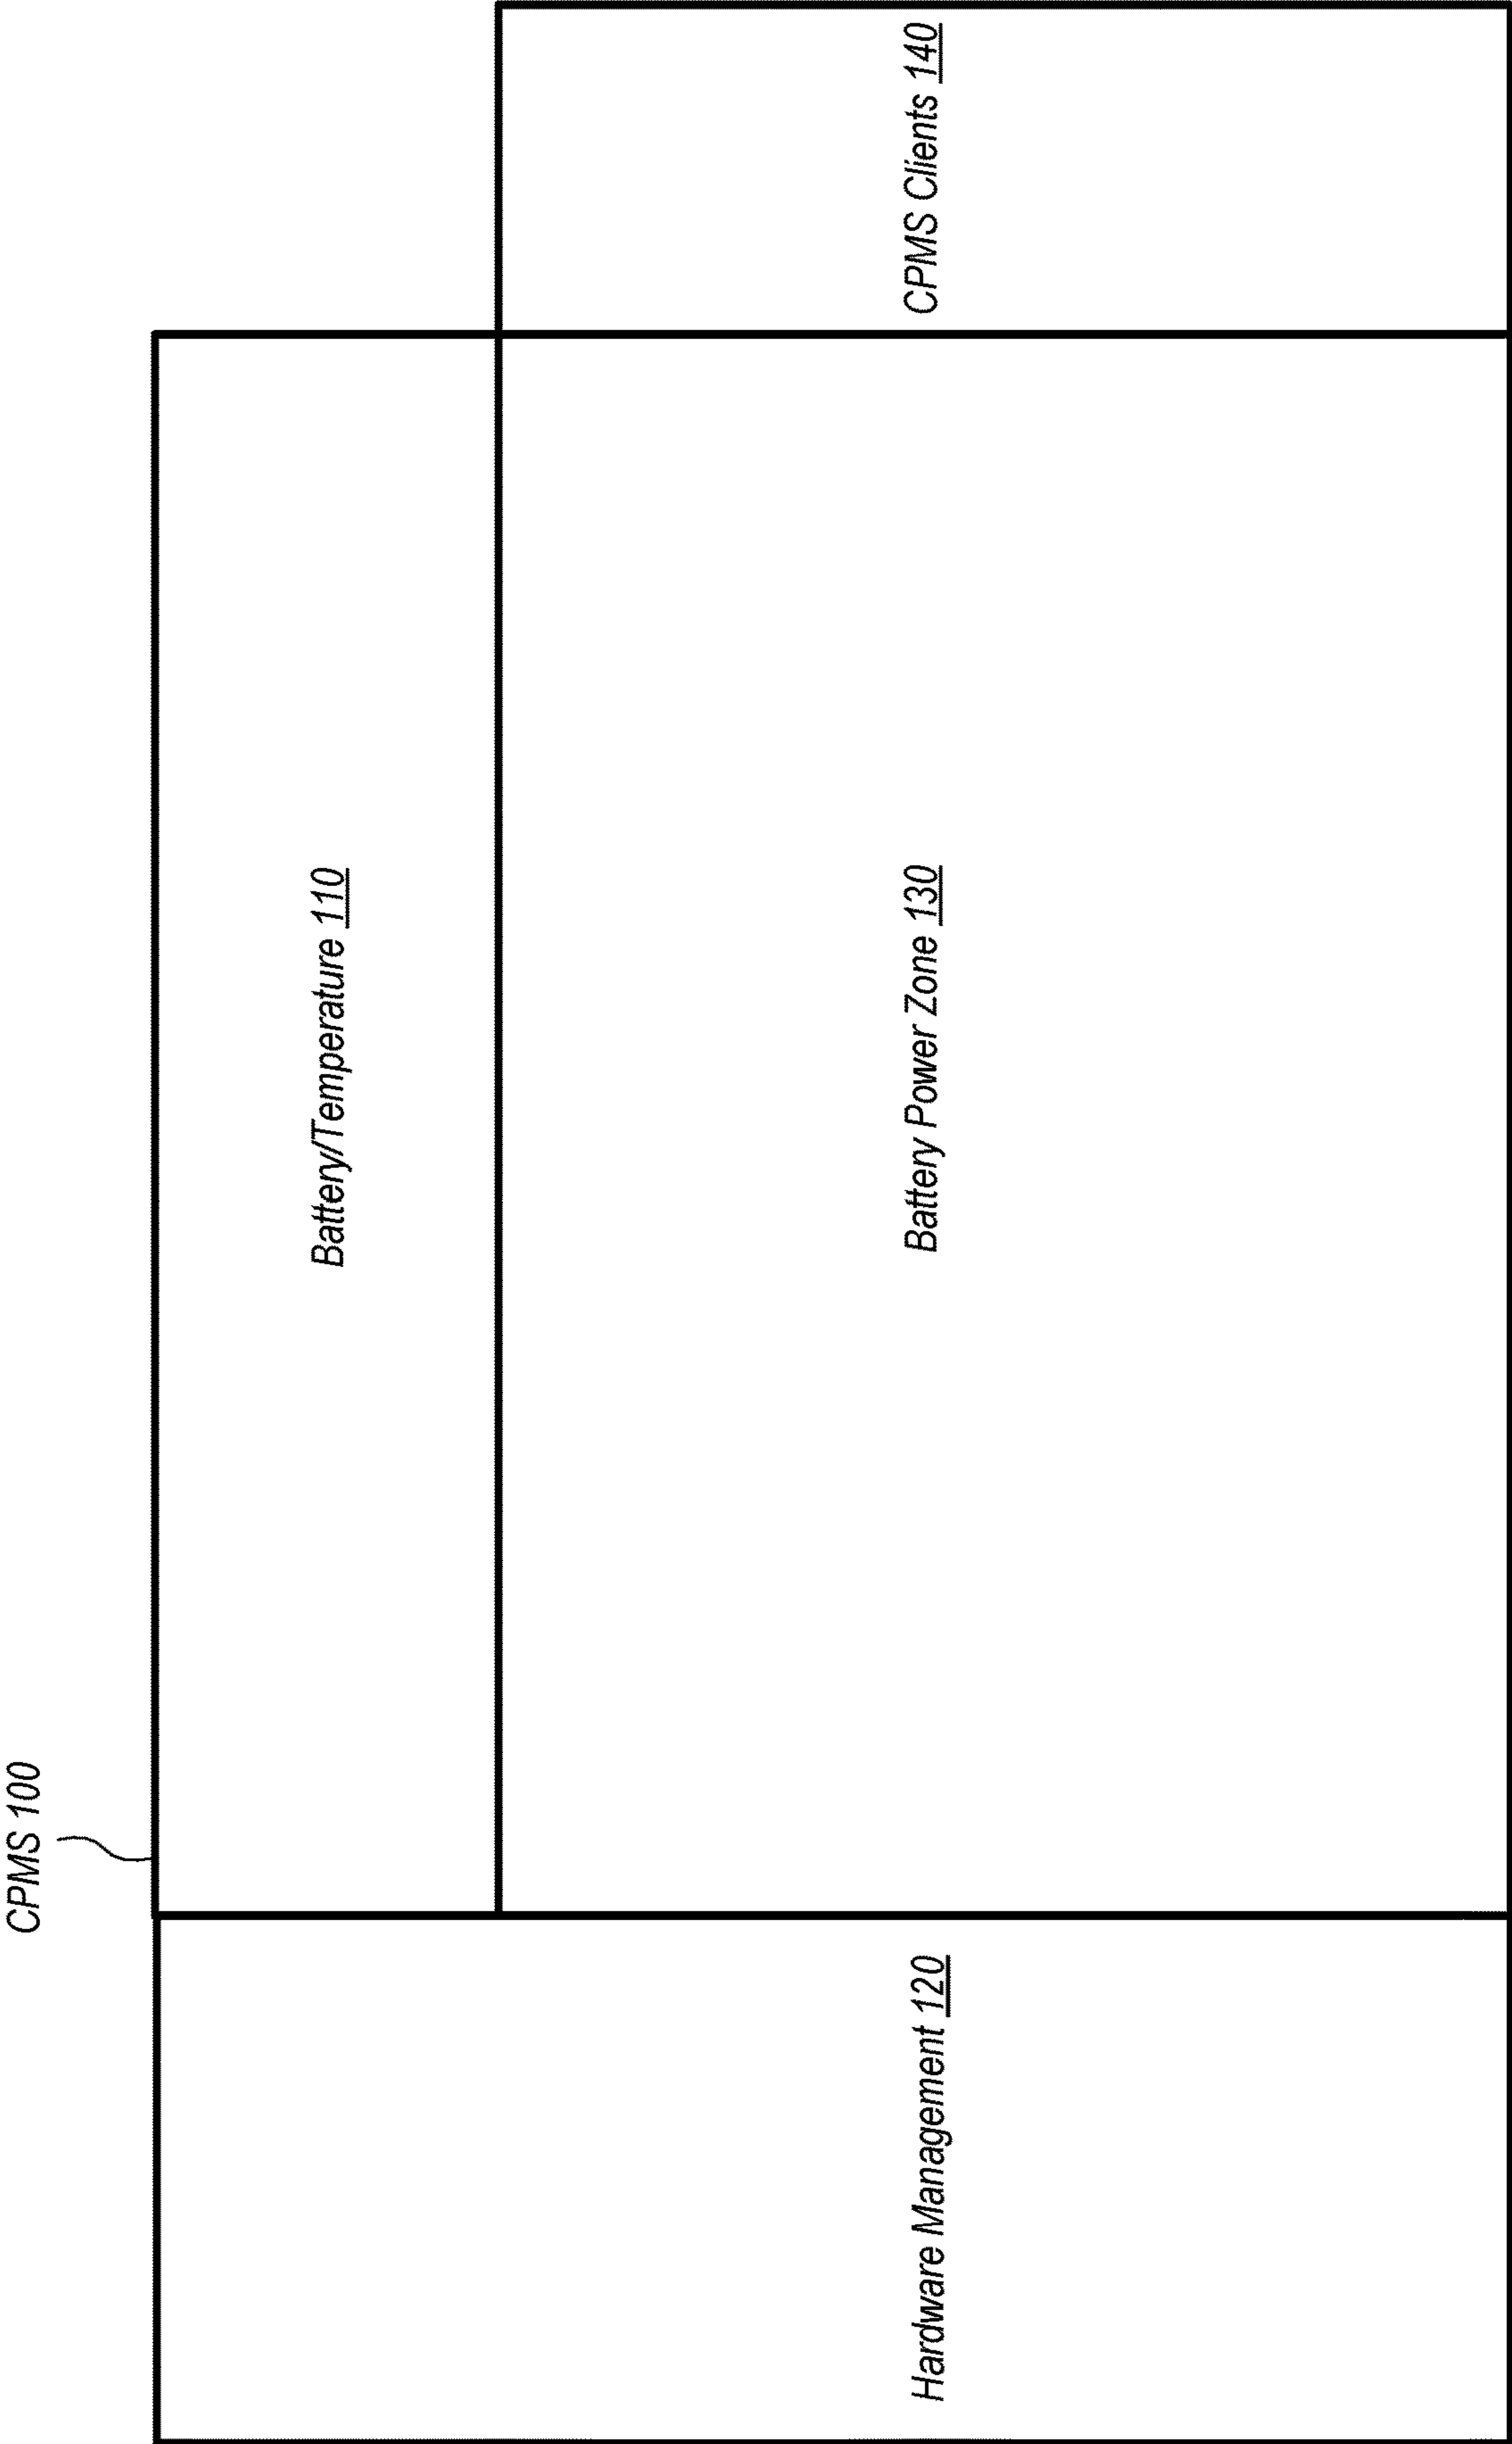 CPMS 100
Battery/Temperature 110
Hardware Management 120
Battery Power Zone 130
CPMS Clients 140